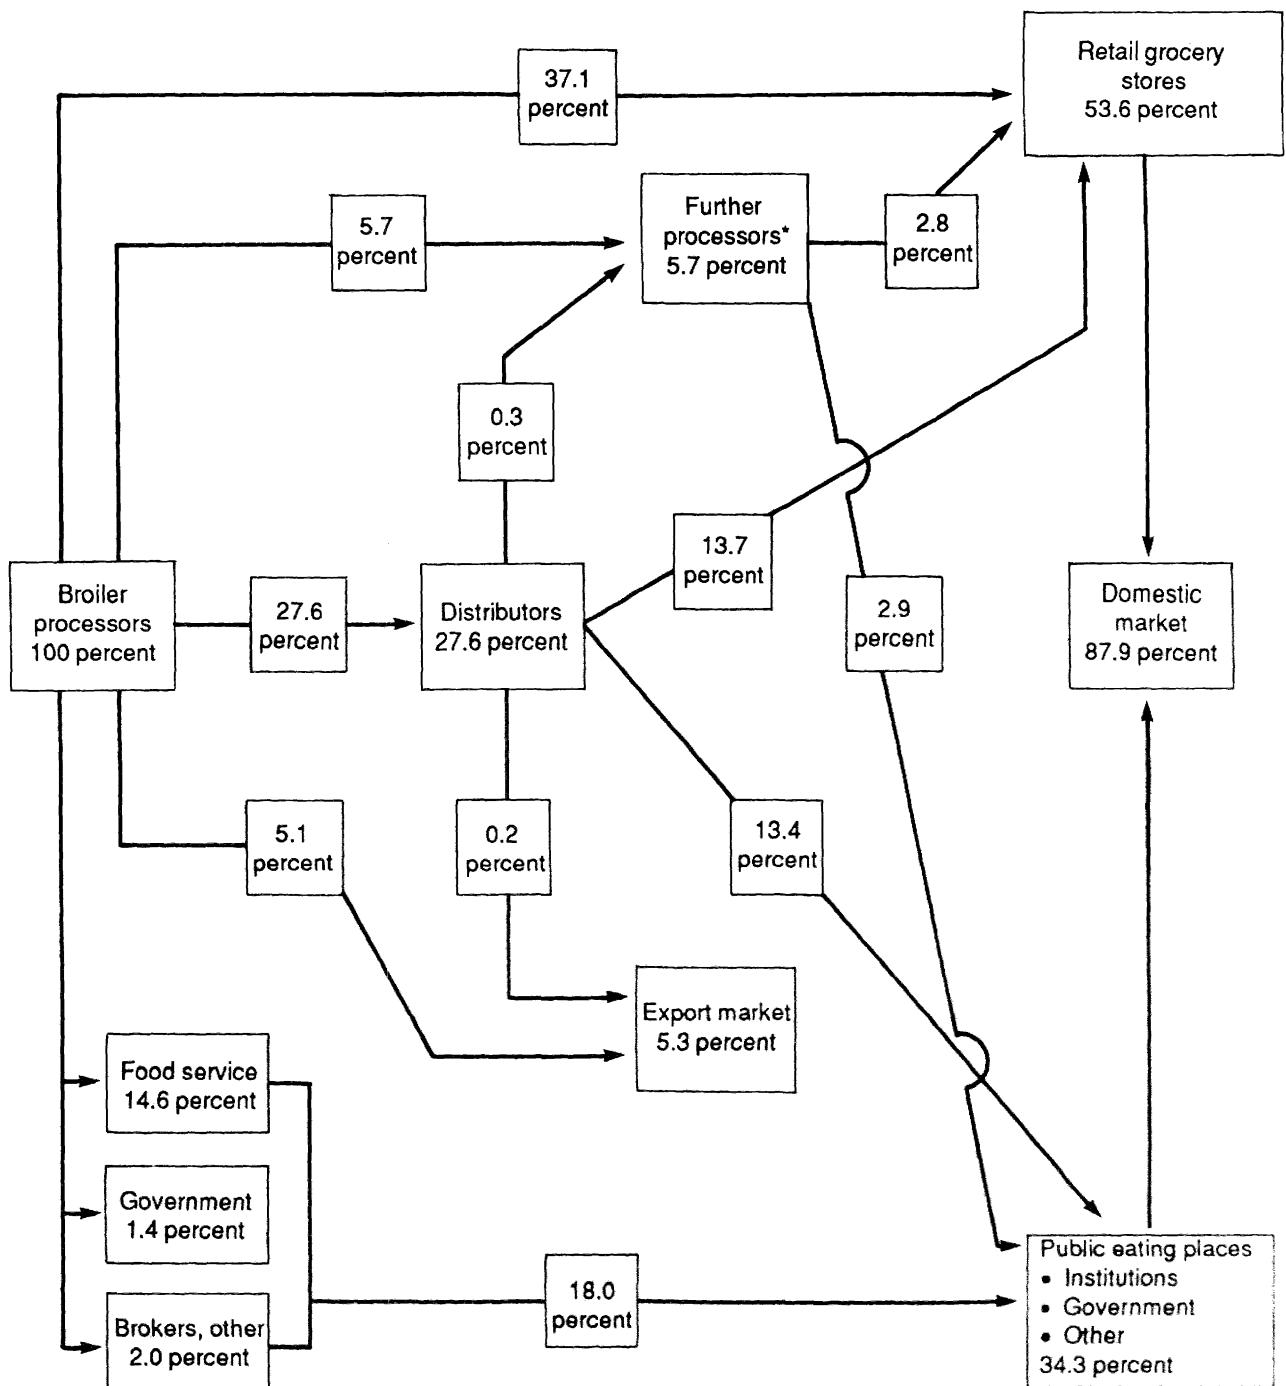 37.1
percent
Retail grocery
stores
53.6 percent
5.7
percent
Further
processors*
5.7 percent
2.8
percent
0.3
percent
13.7
percent
Broiler
processors
100 percent
27.6
percent
Distributors
27.6 percent
2.9
percent
Domestic
market
87.9 percent
5.1
percent
0.2
percent
13.4
percent
Export market
5.3 percent
Food service
14.6 percent
Government
1.4 percent
Brokers, other
2.0 percent
18.0
percent
Public eating places
• Institutions
• Government
• Other
34.3 percent